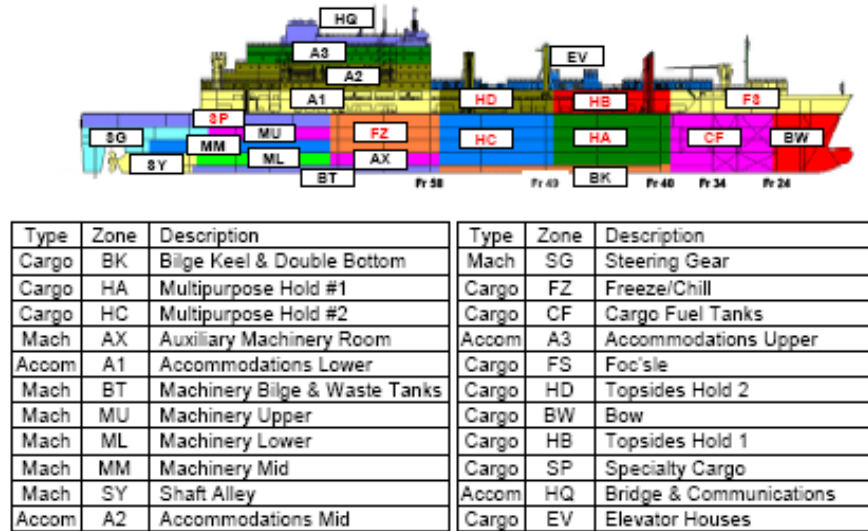 HQ
A3
A2
EV
A1
HD
HB
FS
SP
SG
MU
FZ
HC
HA
CF
BW
MM
SY
ML
AX
BT
BK
Fr 58
Fr 40
Fr 34
Fr 24
Type Zone Description
Cargo BK Bilge Keel & Double Bottom
Cargo HA Multipurpose Hold #1
Cargo HC Multipurpose Hold #2
Mach AX Auxiliary Machinery Room
Accom A1 Accommodations Lower
Mach BT Machinery Bilge & Waste Tanks
Mach MU Machinery Upper
Mach ML Machinery Lower
Mach MM Machinery Mid
Mach SY Shaft Alley
Accom A2 Accommodations Mid
Type Zone Description
Mach SG Steering Gear
Cargo FZ Freeze/Chill
Cargo CF Cargo Fuel Tanks
Accom A3 Accommodations Upper
Cargo FS Foc'sle
Cargo HD Topsides Hold 2
Cargo BW Bow
Cargo HB Topsides Hold 1
Cargo SP Specialty Cargo
Accom HQ Bridge & Communications
Cargo EV Elevator Houses